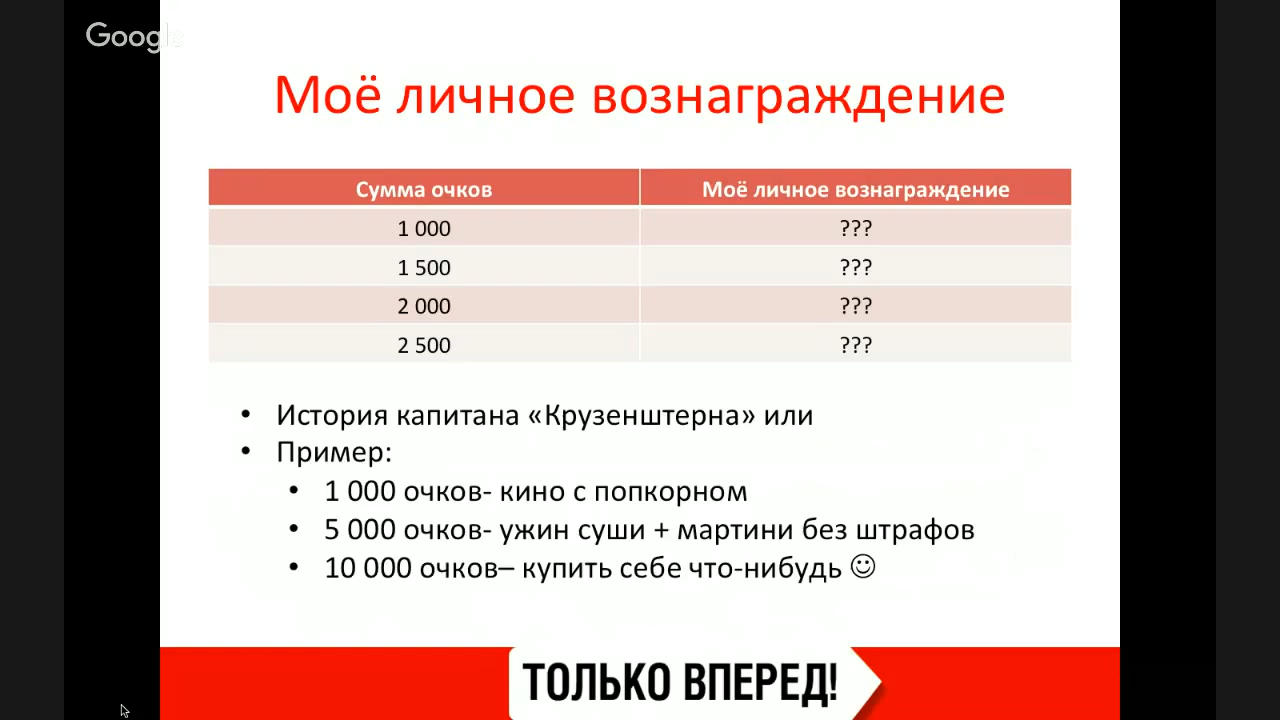 Google
Моё личное вознаграждение
Сумма очков Моё личное вознаграждение
1 000 ???
1 500 ???
2 000 ???
2 500 ???
• История капитана «Крузенштерна» или
• Пример:
• 1 000 очков- кино с попкорном
• 5 000 очков- ужин суши + мартини без штрафов
• 10 000 очков– купить себе что-нибудь ☺
ТОЛЬКО ВПЕРЕД!